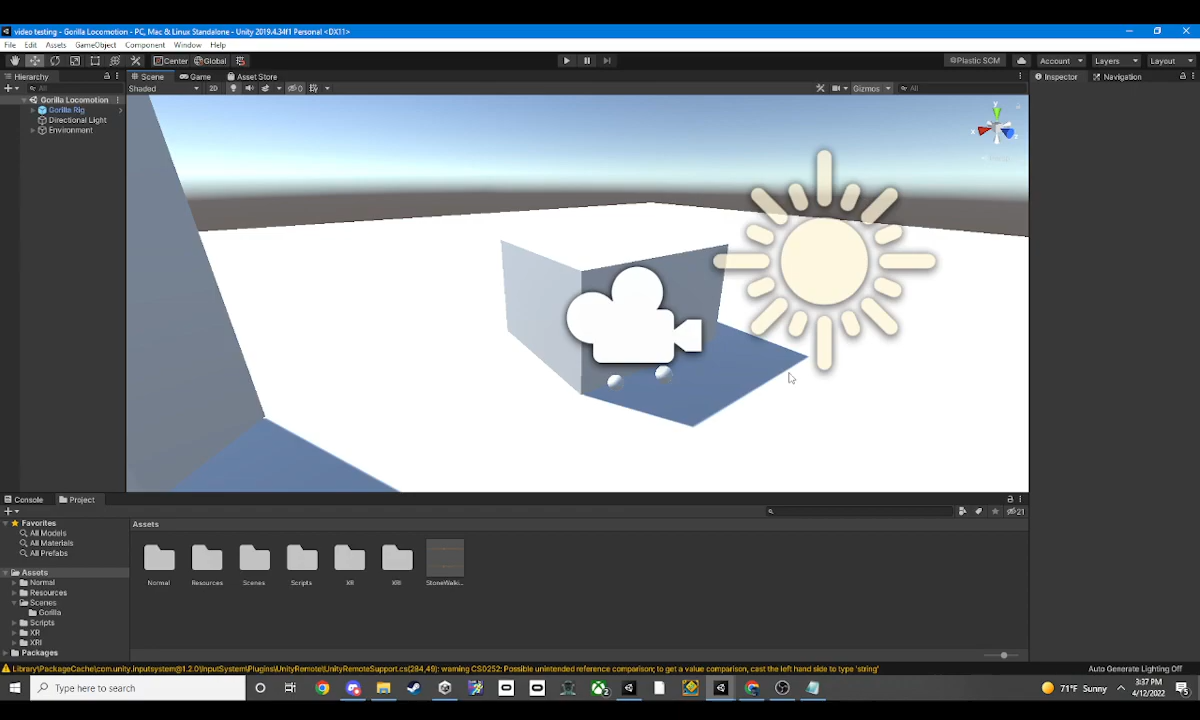 video testing - Gorilla Locomotion - PC, Mac & Linux Standalone - Unity 2019.4.34f1 Personal <DX11>
File Edit Assets GameObject Component Window Help
Center Global Plastic SCM Account Layers Layout
Hierarchy Scene Game Asset Store Inspector Navigation
All Shaded 2D 0 Gizmos All
Gorilla Locomotion
Gorilla Rig
Directional Light
Environment
y
x
z
Console Project
21
Favorites Assets
All Models
All Materials
All Prefabs
Assets
Normal Normal Resources Scenes Scripts XR XRI StoneWalki...
Resources
Scenes
Gorilla
Scripts
XR
XRI
Packages
Library\PackageCache\com.unity.inputsystem@1.2.0\InputSystem\Plugins\UnityRemote\UnityRemoteSupport.cs(284,49): warning CS0252: Possible unintended reference comparison; to get a value comparison, cast the left hand side to type 'string' Auto Generate Lighting Off
Type here to search 71°F Sunny 3:37 PM
4/12/2022